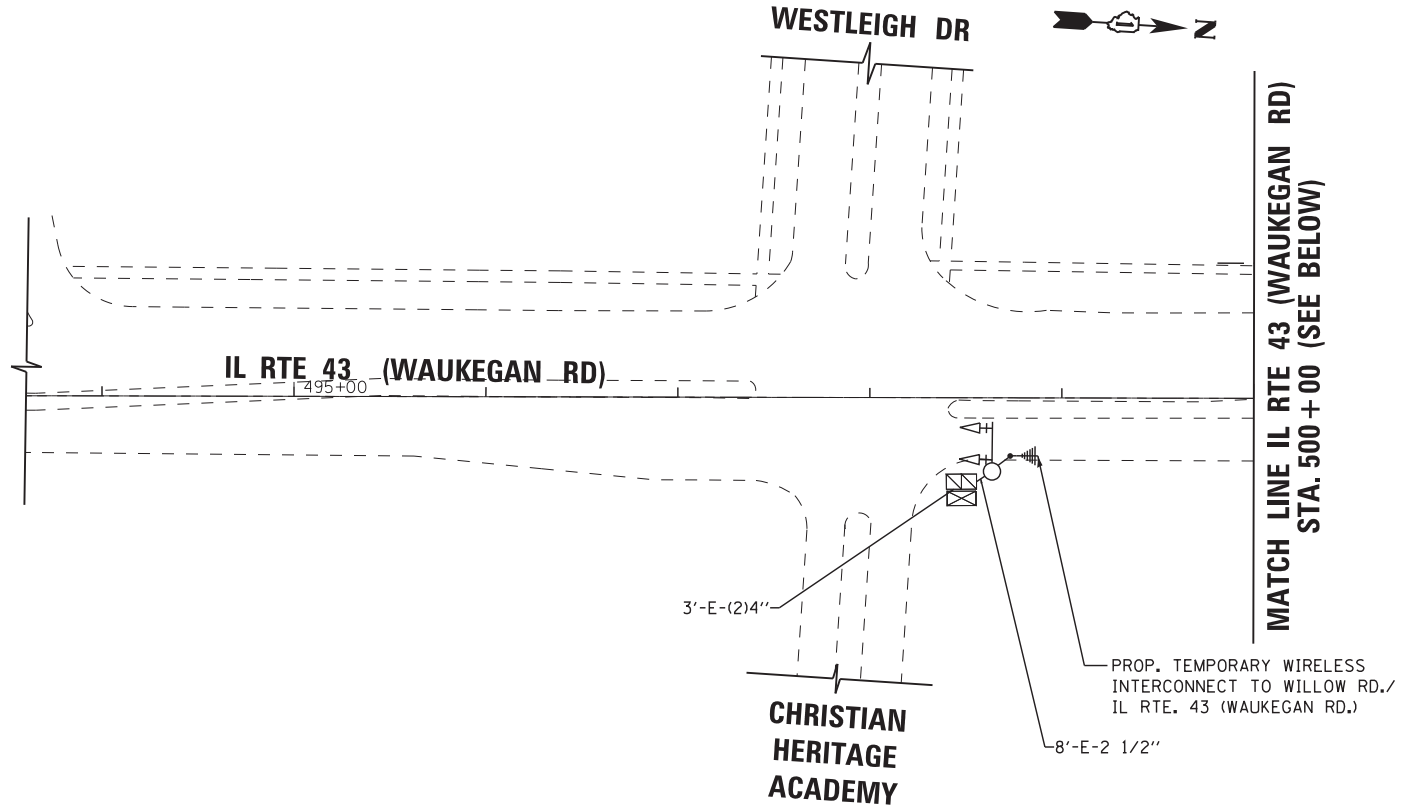 WESTLEIGH DR
N
IL RTE 43 (WAUKEGAN RD)
495+00
MATCH LINE IL RTE 43 (WAUKEGAN RD)
STA. 500+00 (SEE BELOW)
3'-E-(2)4''
PROP. TEMPORARY WIRELESS
INTERCONNECT TO WILLOW RD./
IL RTE. 43 (WAUKEGAN RD.)
8'-E-2 1/2''
CHRISTIAN
HERITAGE
ACADEMY